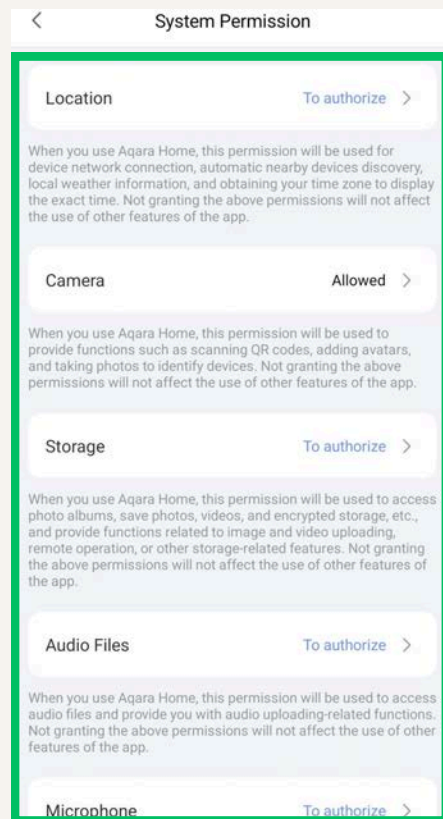 System Permission
Location To authorize
When you use Aqara Home, this permission will be used for
device network connection, automatic nearby devices discovery,
local weather information, and obtaining your time zone to display
the exact time. Not granting the above permissions will not affect
the use of other features of the app.
Camera Allowed
When you use Aqara Home, this permission will be used to
provide functions such as scanning QR codes, adding avatars,
and taking photos to identify devices. Not granting the above
permissions will not affect the use of other features of the app.
Storage To authorize
When you use Aqara Home, this permission will be used to access
photo albums, save photos, videos, and encrypted storage, etc.,
and provide functions related to image and video uploading,
remote operation, or other storage-related features. Not granting
the above permissions will not affect the use of other features of
the app.
Audio Files To authorize
When you use Aqara Home, this permission will be used to access
audio files and provide you with audio uploading-related functions.
Not granting the above permissions will not affect the use of other
features of the app.
Microphone To authorize